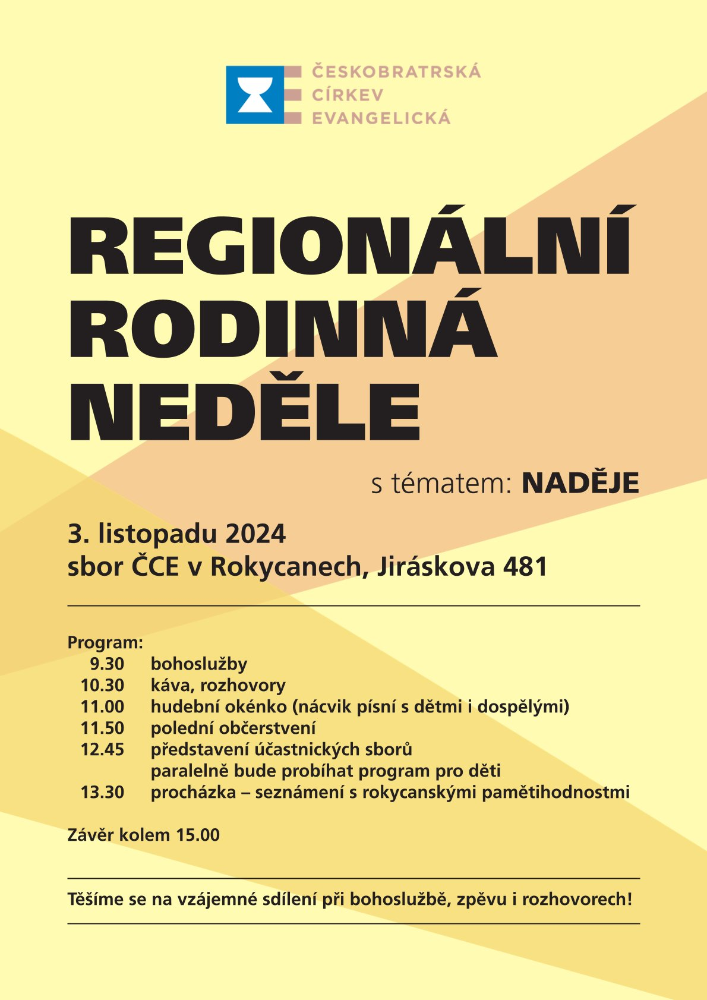 ČESKOBRATRSKÁ
CÍRKEV
EVANGELICKÁ
REGIONÁLNÍ
RODINNÁ
NEDĚLE
s tématem: NADĚJE
3. listopadu 2024
sbor ČCE v Rokycanech, Jiráskova 481
Program:
9.30 bohoslužby
10.30 káva, rozhovory
11.00 hudební okénko (nácvik písní s dětmi i dospělými)
11.50 polední občerstvení
12.45 představení účastnických sborů
paralelně bude probíhat program pro děti
13.30 procházka – seznámení s rokycanskými pamětihodnostmi
Závěr kolem 15.00
Těšíme se na vzájemné sdílení při bohoslužbě, zpěvu i rozhovorech!